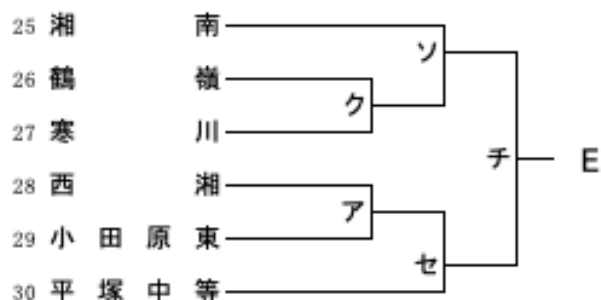 25 湘南
ソ
26 鶴嶺
ク
27 寒川
チ E
28 西湘
ア
29 小田原東
セ
30 平塚中等